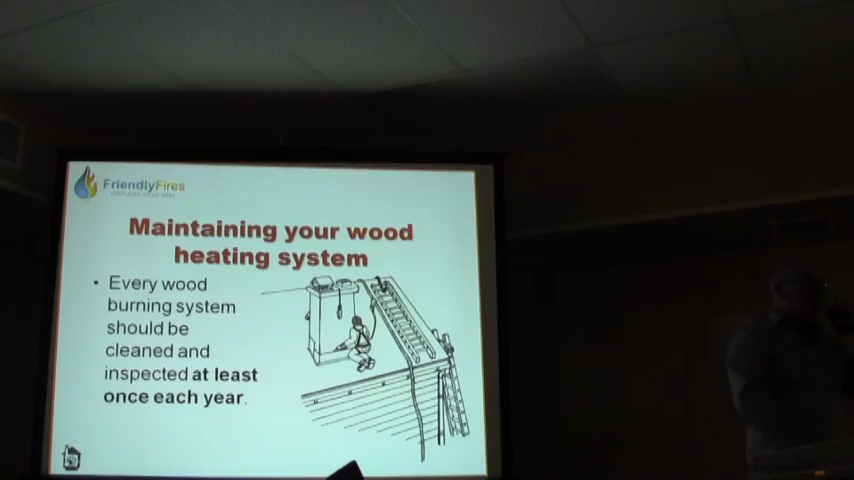 FriendlyFires
Maintaining your wood
heating system
• Every wood
burning system
should be
cleaned and
inspected at least
once each year.